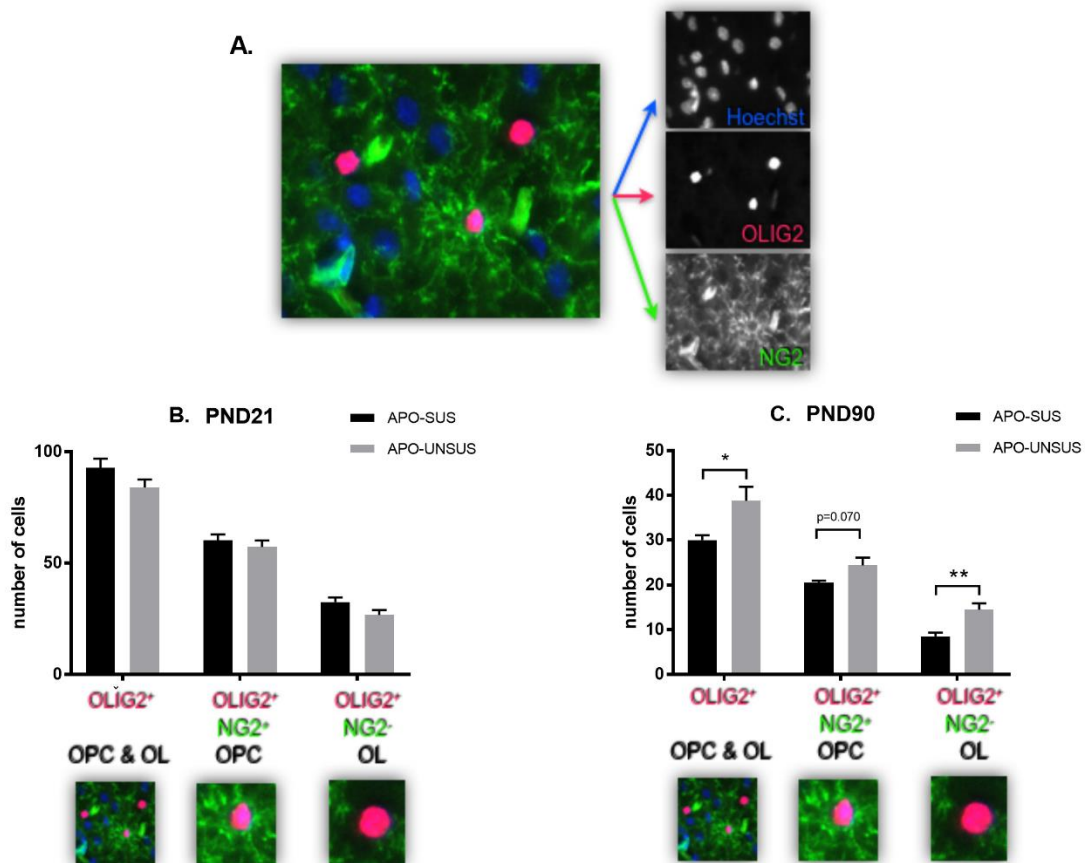 A.
Hoechst
OLIG2
NG2
B. PND21
APO-SUS
APO-UNSUS
number of cells
100
50
0
OLIG2+
OPC & OL
OLIG2+
NG2+
OPC
OLIG2+
NG2-
OL
C. PND90
APO-SUS
APO-UNSUS
number of cells
50
40
30
20
10
0
*
p=0.070
**
OLIG2+
OPC & OL
OLIG2+
NG2+
OPC
OLIG2+
NG2-
OL